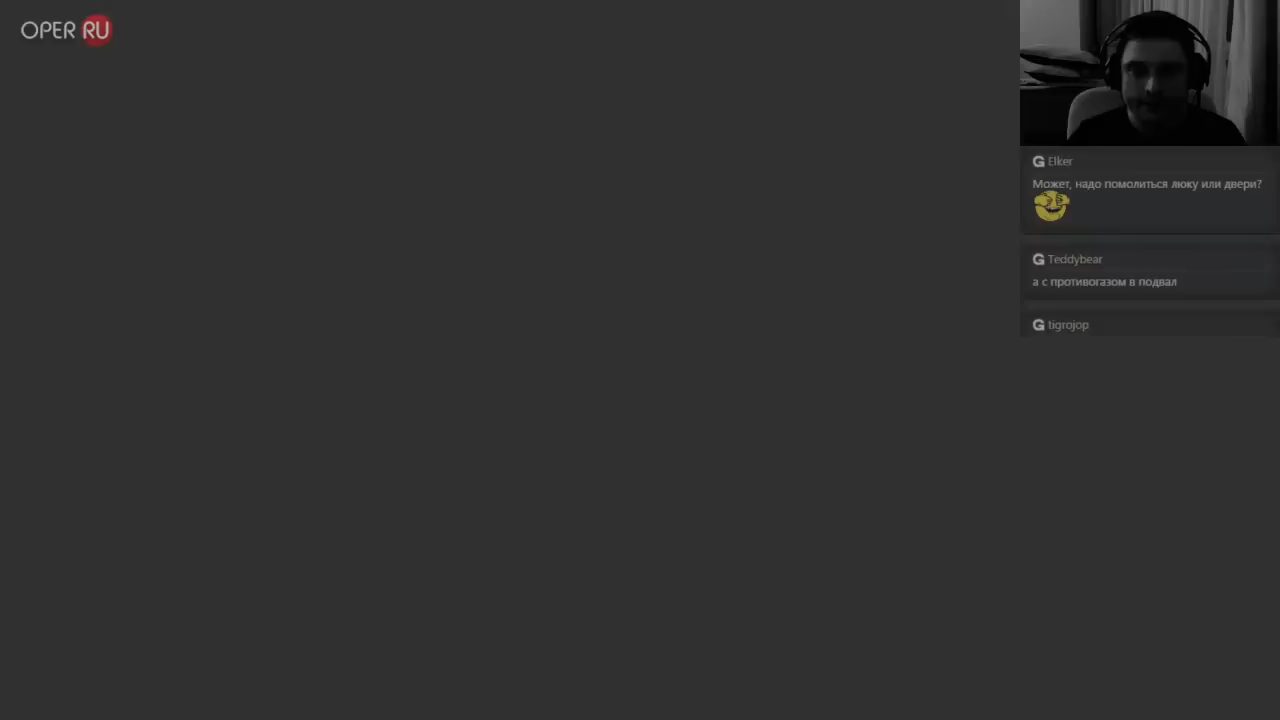 OPER RU
G Elker
Может, надо помолиться люку или двери?
G Teddybear
а с противогазом в подвал
G tigrojop